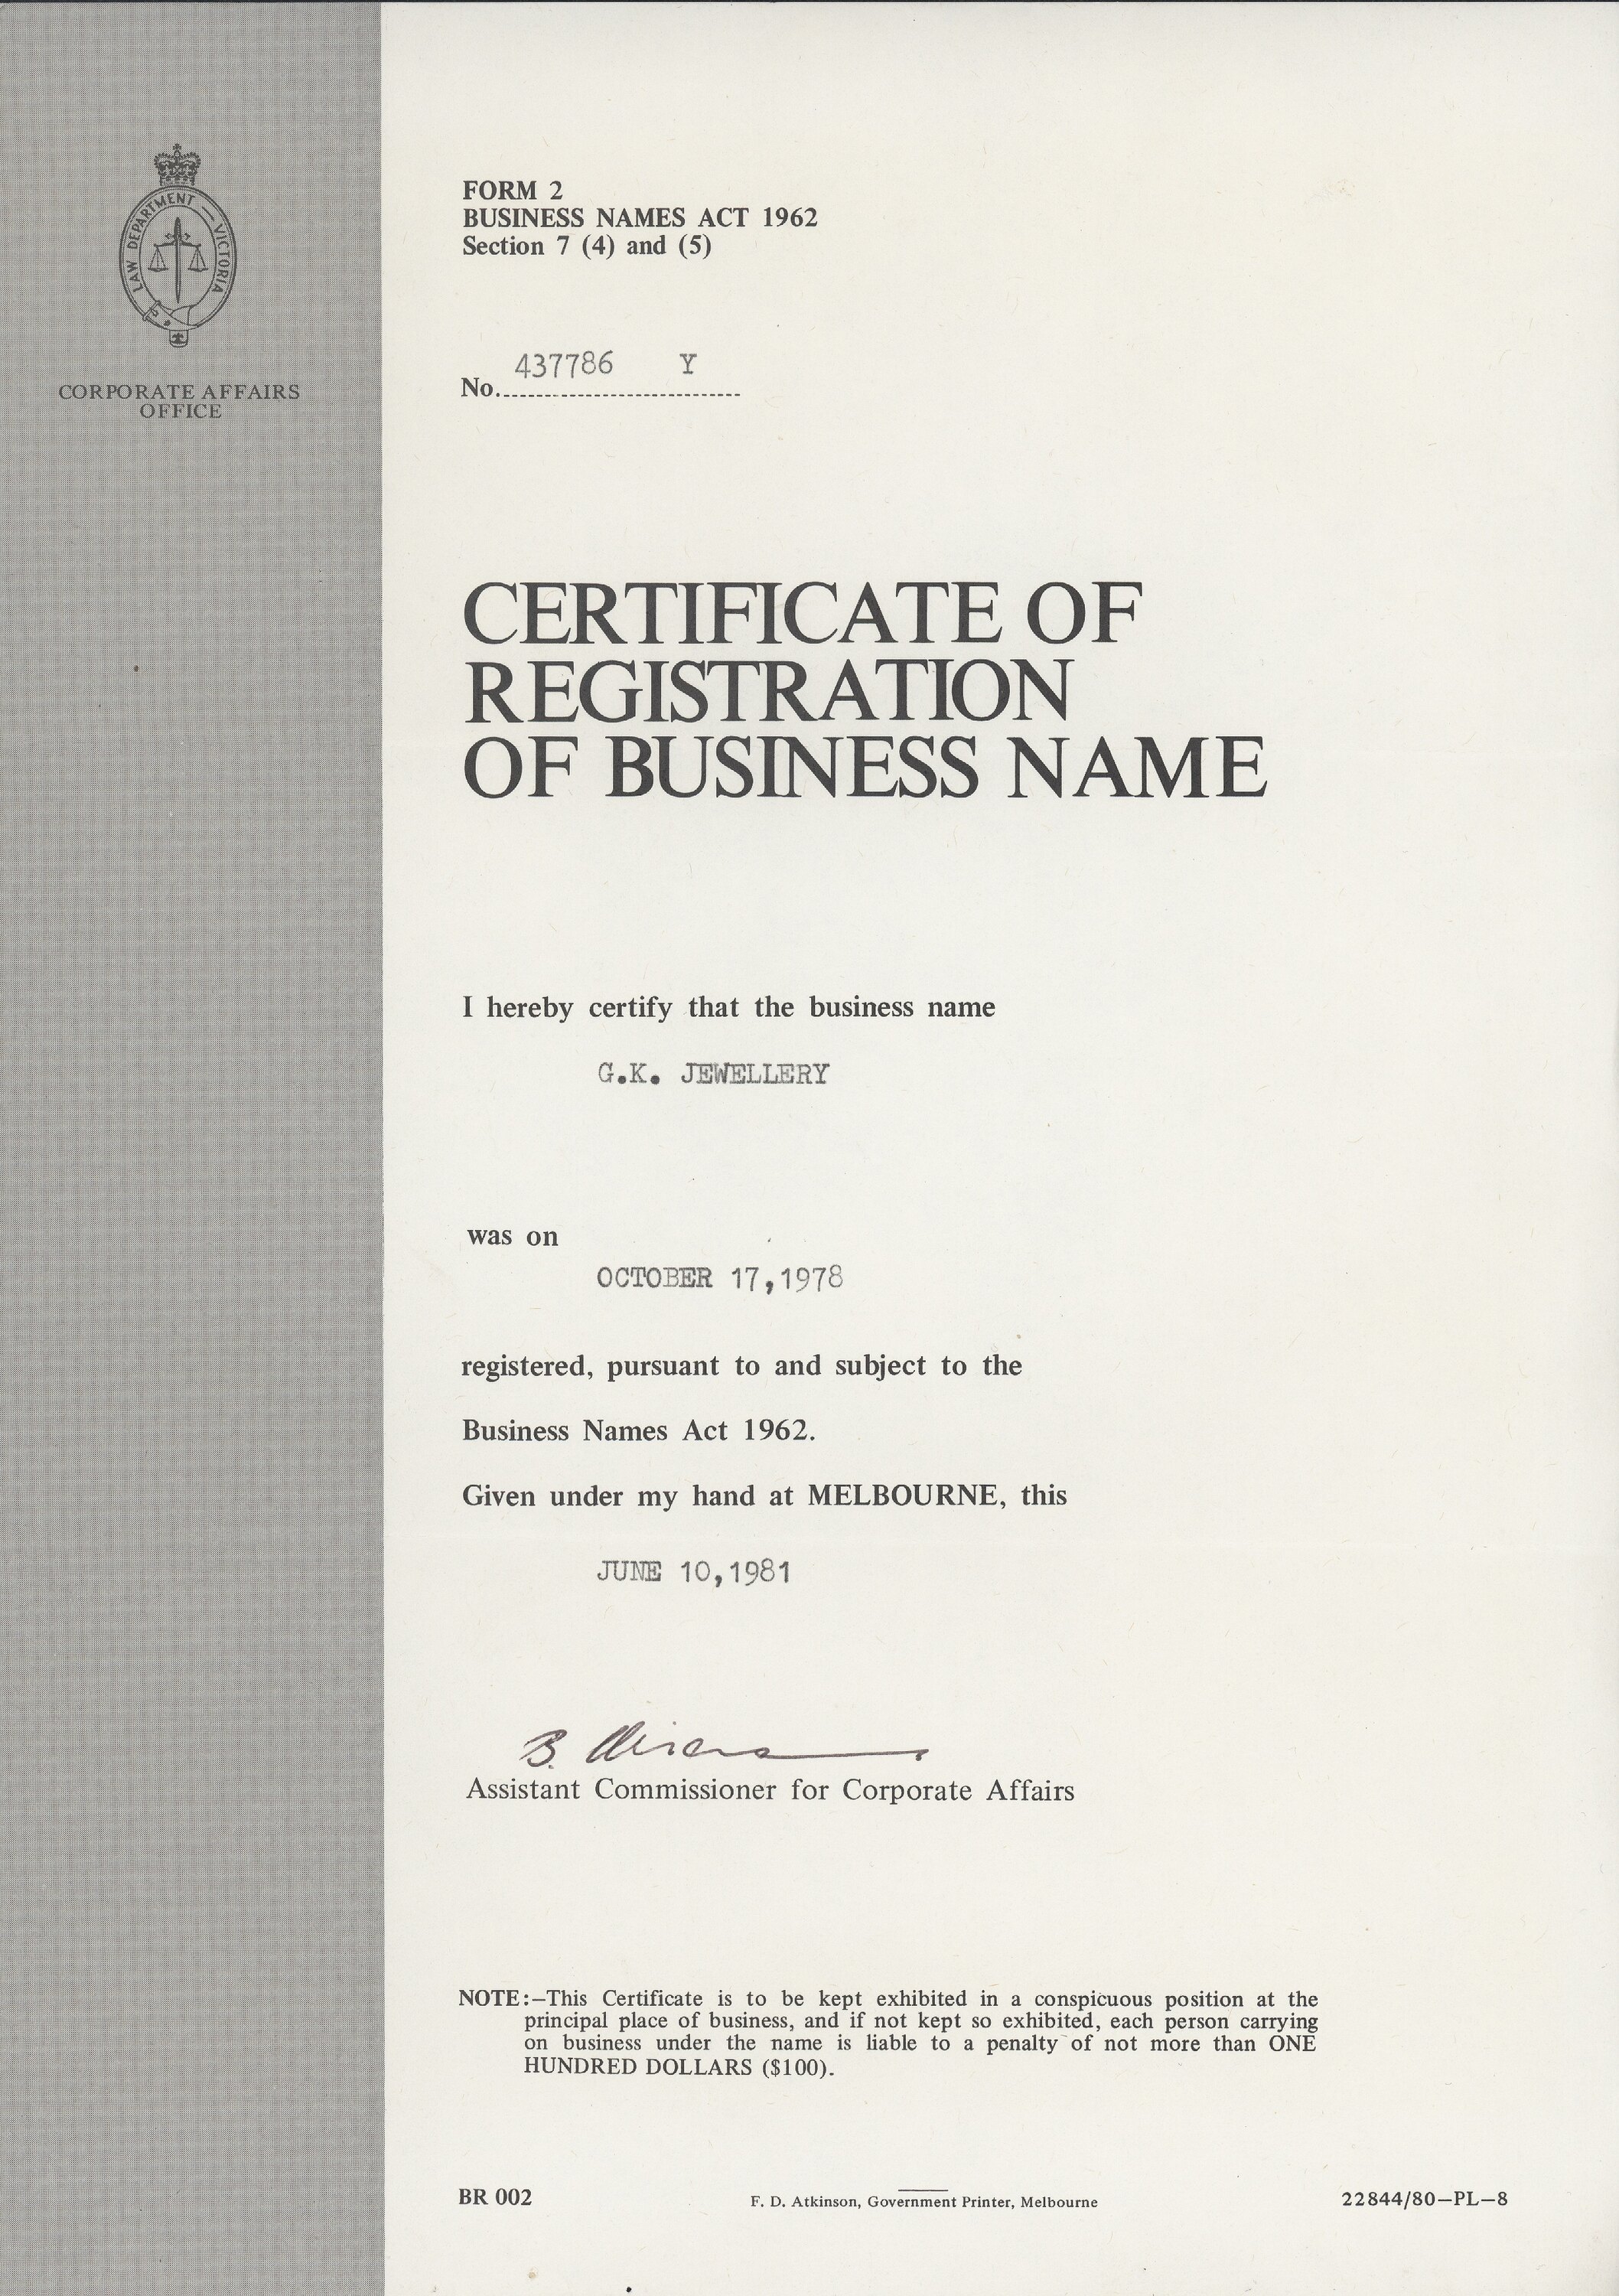 LAW DEPARTMENT — VICTORIA
CORPORATE AFFAIRS
OFFICE
FORM 2
BUSINESS NAMES ACT 1962
Section 7 (4) and (5)
437786 Y
No.
CERTIFICATE OF
REGISTRATION
OF BUSINESS NAME
I hereby certify that the business name
G.K. JEWELLERY
was on
OCTOBER 17,1978
registered, pursuant to and subject to the
Business Names Act 1962.
Given under my hand at MELBOURNE, this
JUNE 10,1981
B.
Assistant Commissioner for Corporate Affairs
NOTE:—This Certificate is to be kept exhibited in a conspicuous position at the
principal place of business, and if not kept so exhibited, each person carrying
on business under the name is liable to a penalty of not more than ONE
HUNDRED DOLLARS ($100).
BR 002
F. D. Atkinson, Government Printer, Melbourne
22844/80—PL—8